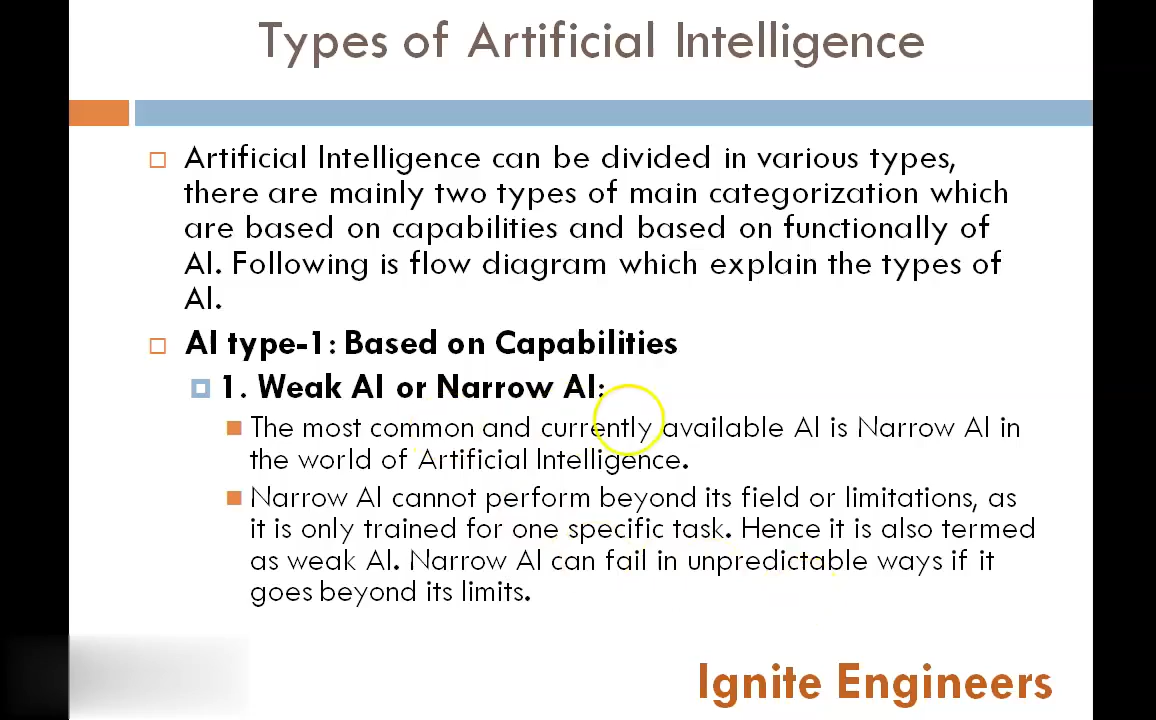 Types of Artificial Intelligence
Artificial Intelligence can be divided in various types,
there are mainly two types of main categorization which
are based on capabilities and based on functionally of
AI. Following is flow diagram which explain the types of
AI.
AI type-1: Based on Capabilities
1. Weak AI or Narrow AI:
The most common and currently available AI is Narrow AI in
the world of Artificial Intelligence.
Narrow AI cannot perform beyond its field or limitations, as
it is only trained for one specific task. Hence it is also termed
as weak AI. Narrow AI can fail in unpredictable ways if it
goes beyond its limits.
Ignite Engineers